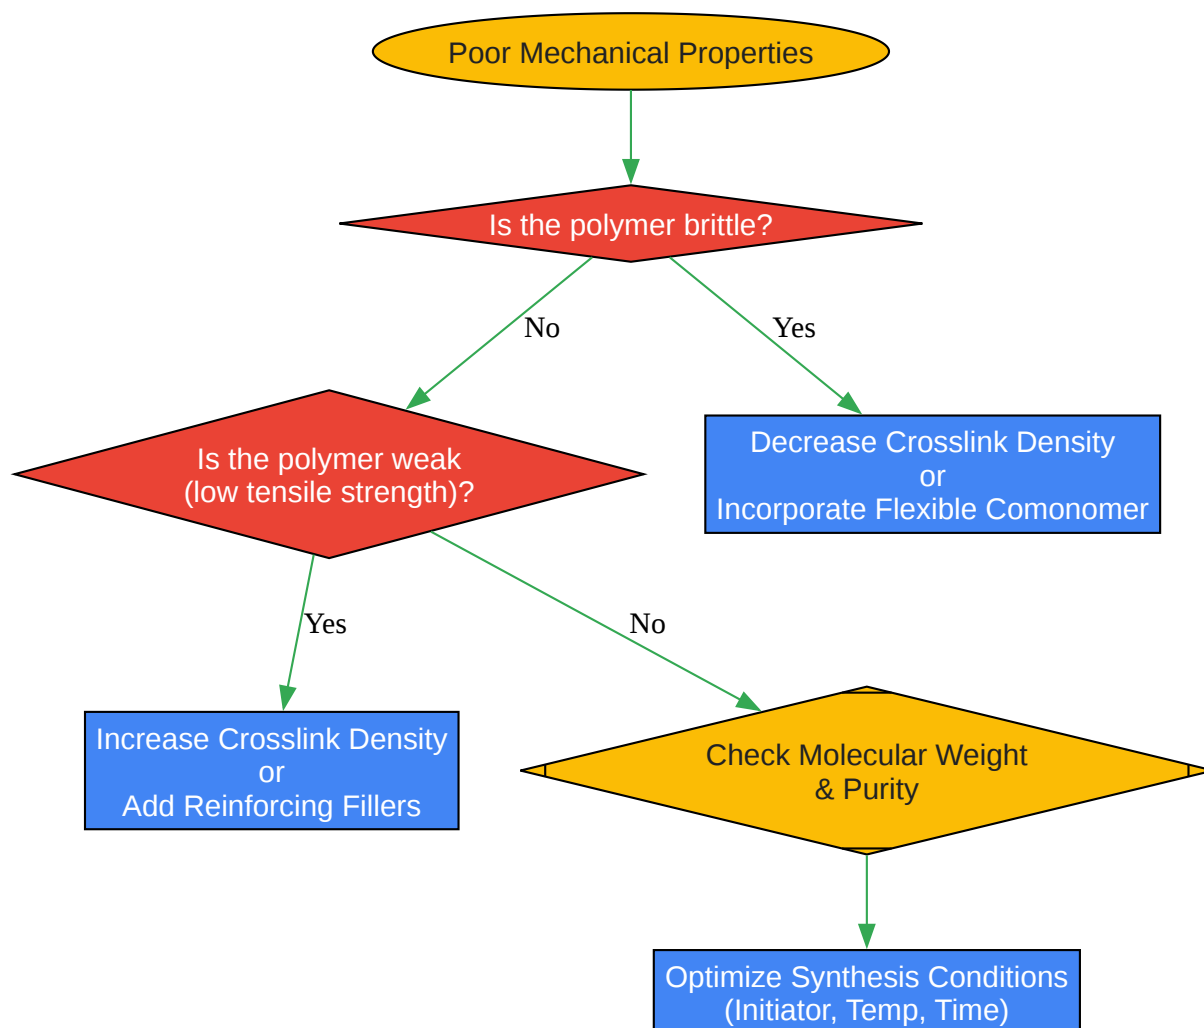 Poor Mechanical Properties
Is the polymer brittle?
No
Yes
Is the polymer weak
(low tensile strength)?
Decrease Crosslink Density
or
Incorporate Flexible Comonomer
Yes
No
Increase Crosslink Density
or
Add Reinforcing Fillers
Check Molecular Weight
& Purity
Optimize Synthesis Conditions
(Initiator, Temp, Time)